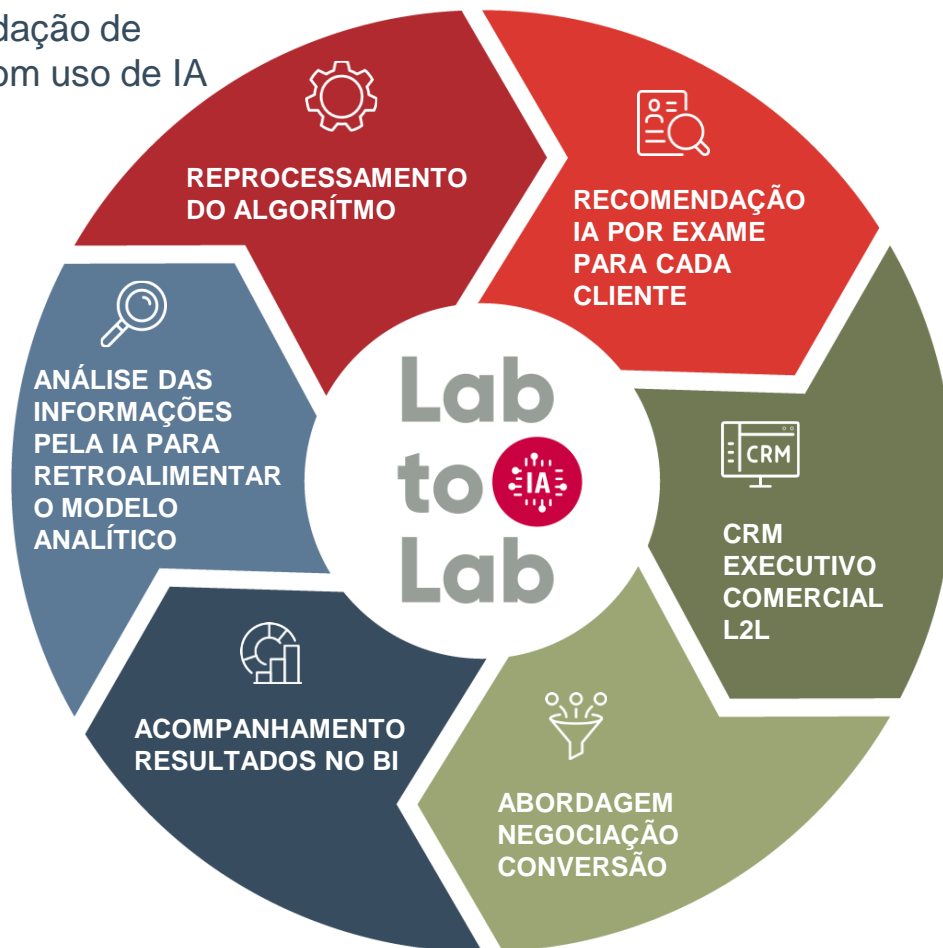 dação de
om uso de IA
REPROCESSAMENTO
DO ALGORÍTMO
RECOMENDAÇÃO
IA POR EXAME
PARA CADA
CLIENTE
CRM
CRM
EXECUTIVO
COMERCIAL
L2L
ABORDAGEM
NEGOCIAÇÃO
CONVERSÃO
ACOMPANHAMENTO
RESULTADOS NO BI
ANÁLISE DAS
INFORMAÇÕES
PELA IA PARA
RETROALIMENTAR
O MODELO
ANALÍTICO
Lab
to IA
Lab